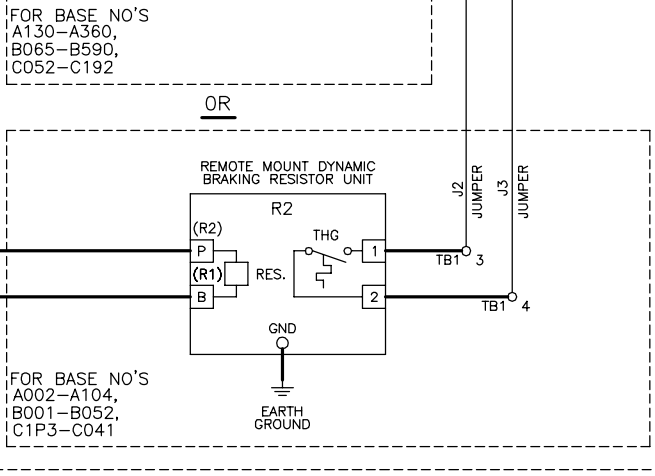 FOR BASE NO'S
A130-A360,
B065-B590,
C052-C192
OR
REMOTE MOUNT DYNAMIC
BRAKING RESISTOR UNIT
R2
J2
JUMPER
J3
JUMPER
(R2)
THG
P
1
TB1
3
(R1)
RES.
B
2
TB1
4
GND
EARTH
GROUND
FOR BASE NO'S
A002-A104,
B001-B052,
C1P3-C041